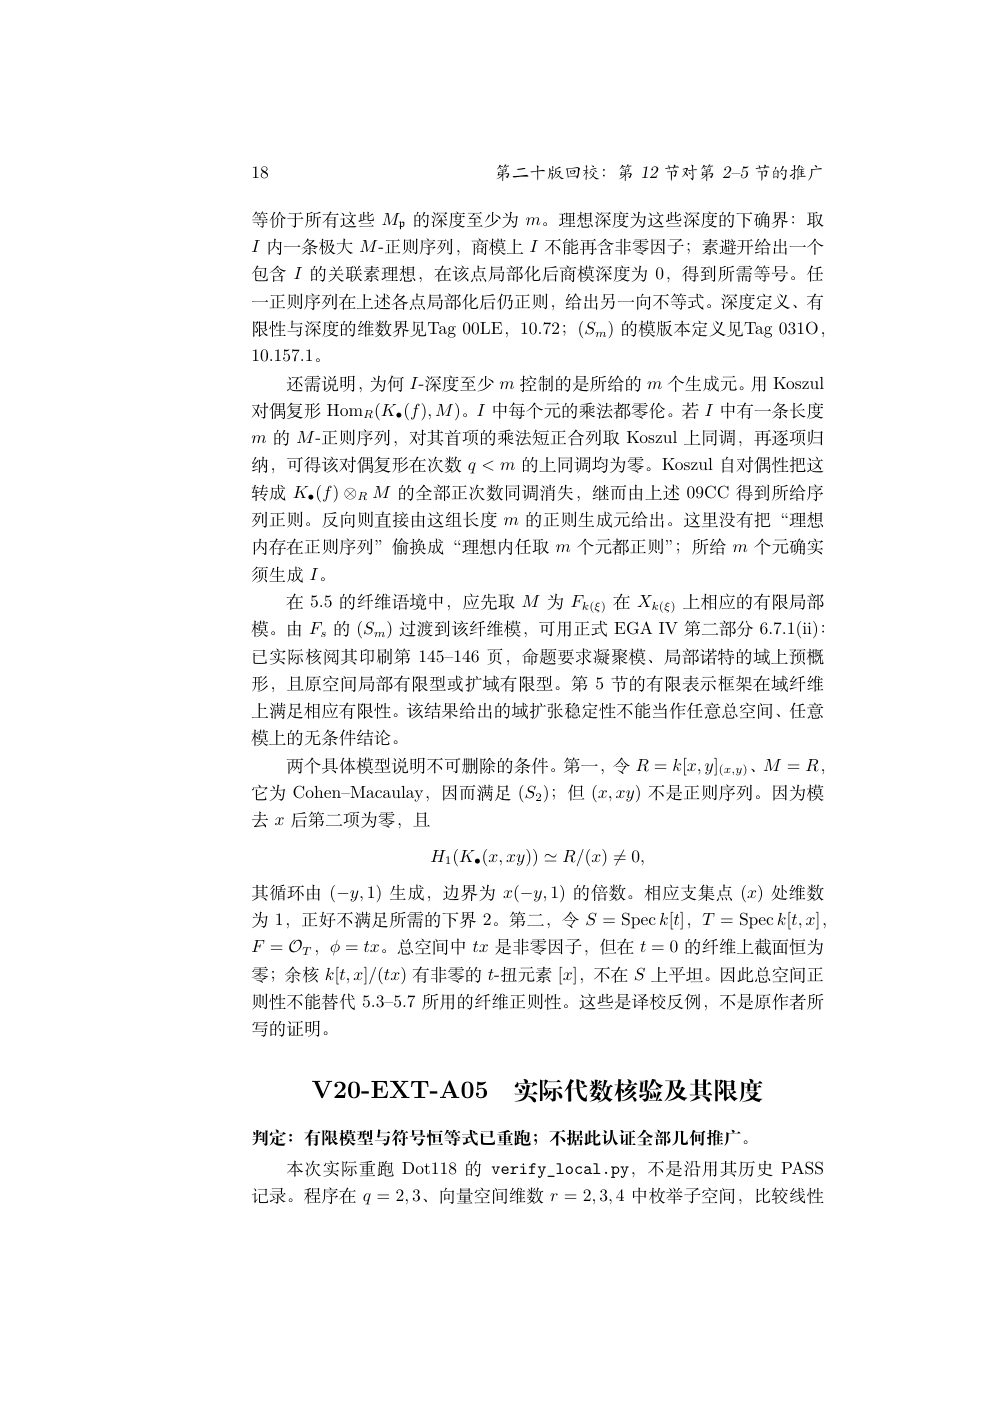 18 第二十版回校：第 12 节对第 2–5 节的推广
等价于所有这些 M𝔭 的深度至少为 m。理想深度为这些深度的下确界：取
I 内一条极大 M-正则序列，商模上 I 不能再含非零因子；素避开给出一个
包含 I 的关联素理想，在该点局部化后商模深度为 0，得到所需等号。任
一正则序列在上述各点局部化后仍正则，给出另一向不等式。深度定义、有
限性与深度的维数界见Tag 00LE，10.72；(Sₘ) 的模版本定义见Tag 031O，
10.157.1。
还需说明，为何 I-深度至少 m 控制的是所给的 m 个生成元。用 Koszul
对偶复形 Hom_R(K•(f), M)。I 中每个元的乘法都零伦。若 I 中有一条长度
m 的 M-正则序列，对其首项的乘法短正合列取 Koszul 上同调，再逐项归
纳，可得该对偶复形在次数 q < m 的上同调均为零。Koszul 自对偶性把这
转成 K•(f) ⊗_R M 的全部正次数同调消失，继而由上述 09CC 得到所给序
列正则。反向则直接由这组长度 m 的正则生成元给出。这里没有把“理想
内存在正则序列”偷换成“理想内任取 m 个元都正则”；所给 m 个元确实
须生成 I。
在 5.5 的纤维语境中，应先取 M 为 F_{k(ξ)} 在 X_{k(ξ)} 上相应的有限局部
模。由 F_s 的 (Sₘ) 过渡到该纤维模，可用正式 EGA IV 第二部分 6.7.1(ii)：
已实际核阅其印刷第 145–146 页，命题要求凝聚模、局部诺特的域上预概
形，且原空间局部有限型或扩域有限型。第 5 节的有限表示框架在域纤维
上满足相应有限性。该结果给出的域扩张稳定性不能当作任意总空间、任意
模上的无条件结论。
两个具体模型说明不可删除的条件。第一，令 R = k[x, y]_{(x,y)}、M = R，
它为 Cohen–Macaulay，因而满足 (S₂)；但 (x, xy) 不是正则序列。因为模
去 x 后第二项为零，且
H₁(K•(x, xy)) ≃ R/(x) ≠ 0,
其循环由 (−y, 1) 生成，边界为 x(−y, 1) 的倍数。相应支集点 (x) 处维数
为 1，正好不满足所需的下界 2。第二，令 S = Spec k[t]，T = Spec k[t, x]，
F = 𝒪_T，ϕ = tx。总空间中 tx 是非零因子，但在 t = 0 的纤维上截面恒为
零；余核 k[t, x]/(tx) 有非零的 t-扭元素 [x]，不在 S 上平坦。因此总空间正
则性不能替代 5.3–5.7 所用的纤维正则性。这些是译校反例，不是原作者所
写的证明。
V20-EXT-A05 实际代数核验及其限度
判定：有限模型与符号恒等式已重跑；不据此认证全部几何推广。
本次实际重跑 Dot118 的 verify_local.py，不是沿用其历史 PASS
记录。程序在 q = 2, 3、向量空间维数 r = 2, 3, 4 中枚举子空间，比较线性